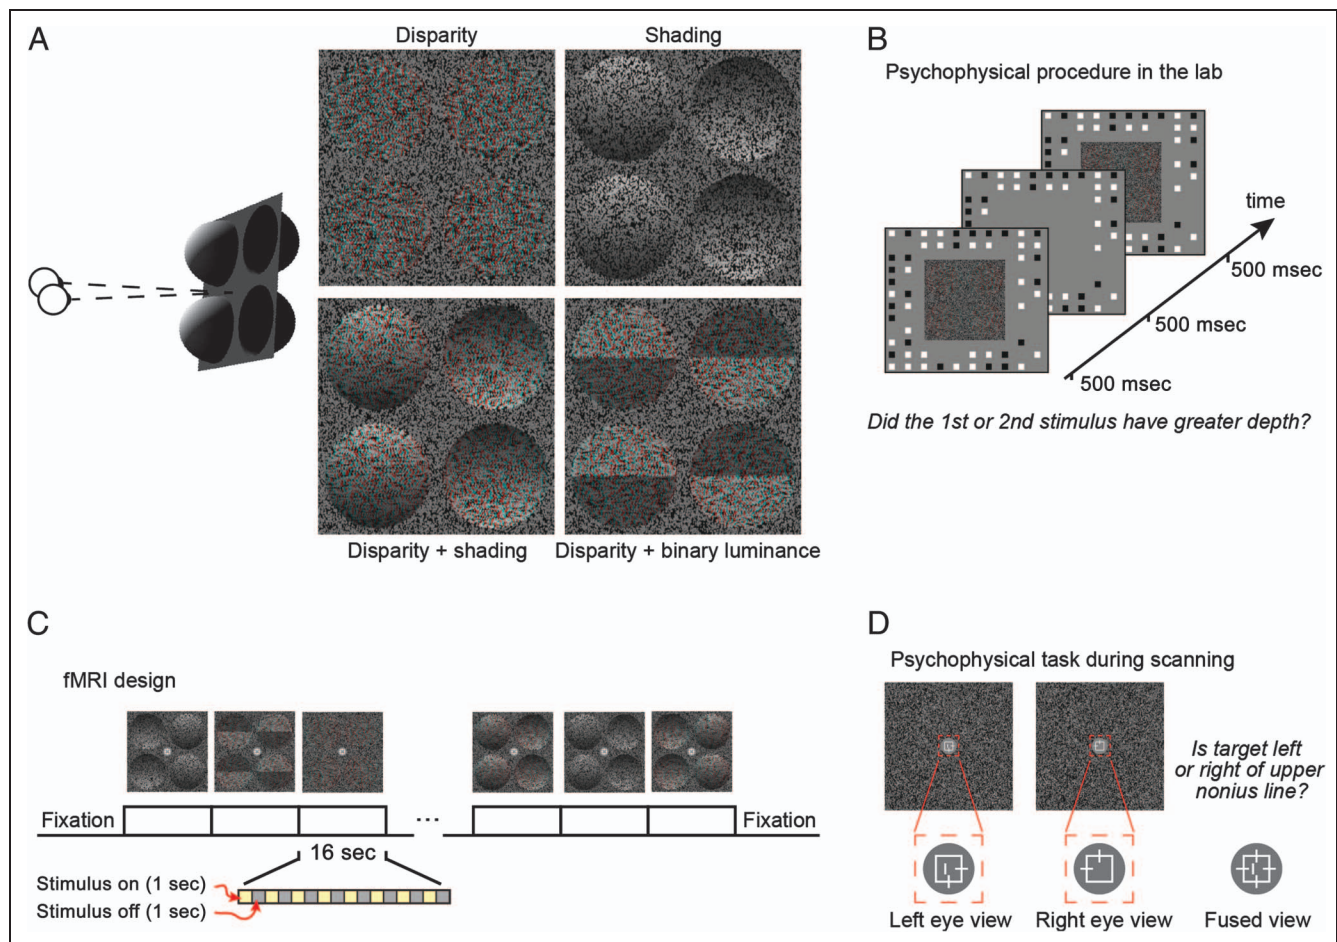 A
Disparity
Shading
Disparity + shading
Disparity + binary luminance
B
Psychophysical procedure in the lab
time
500 msec
500 msec
500 msec
Did the 1st or 2nd stimulus have greater depth?
C
fMRI design
Fixation
...
Fixation
16 sec
Stimulus on (1 sec)
Stimulus off (1 sec)
D
Psychophysical task during scanning
Is target left
or right of upper
nonius line?
Left eye view
Right eye view
Fused view